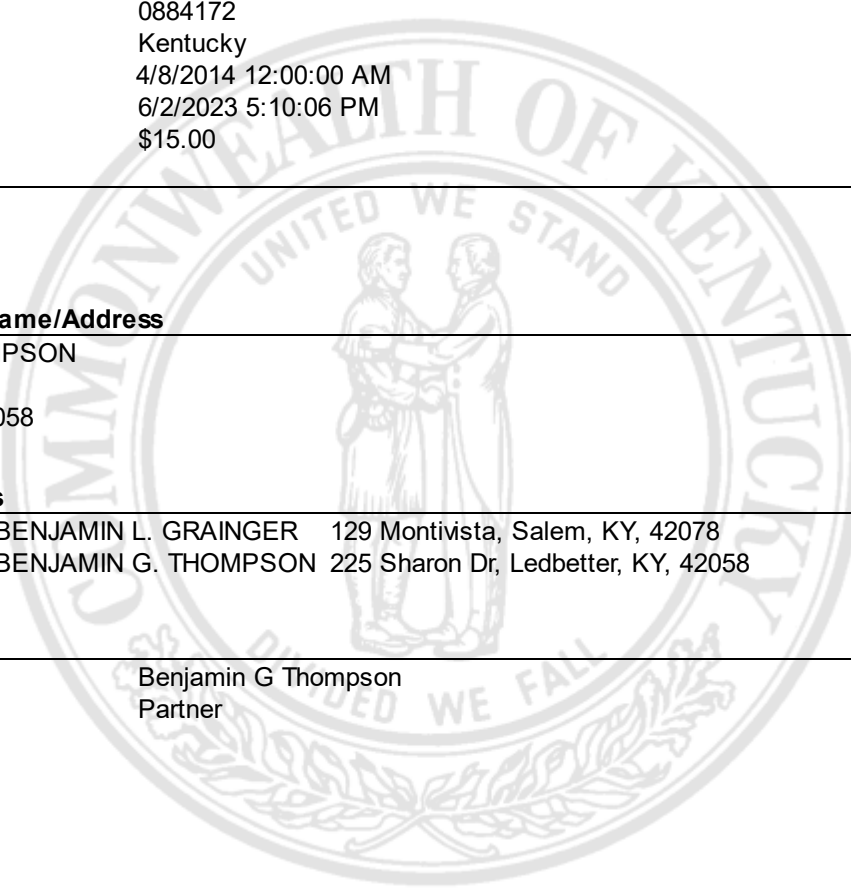 0884172
Kentucky
4/8/2014 12:00:00 AM
6/2/2023 5:10:06 PM
$15.00
ame/Address
PSON
058
s
BENJAMIN L. GRAINGER 129 Montivista, Salem, KY, 42078
BENJAMIN G. THOMPSON 225 Sharon Dr, Ledbetter, KY, 42058
Benjamin G Thompson
Partner
COMMONWEALTH OF KENTUCKY
UNITED WE STAND
DIVIDED WE FALL